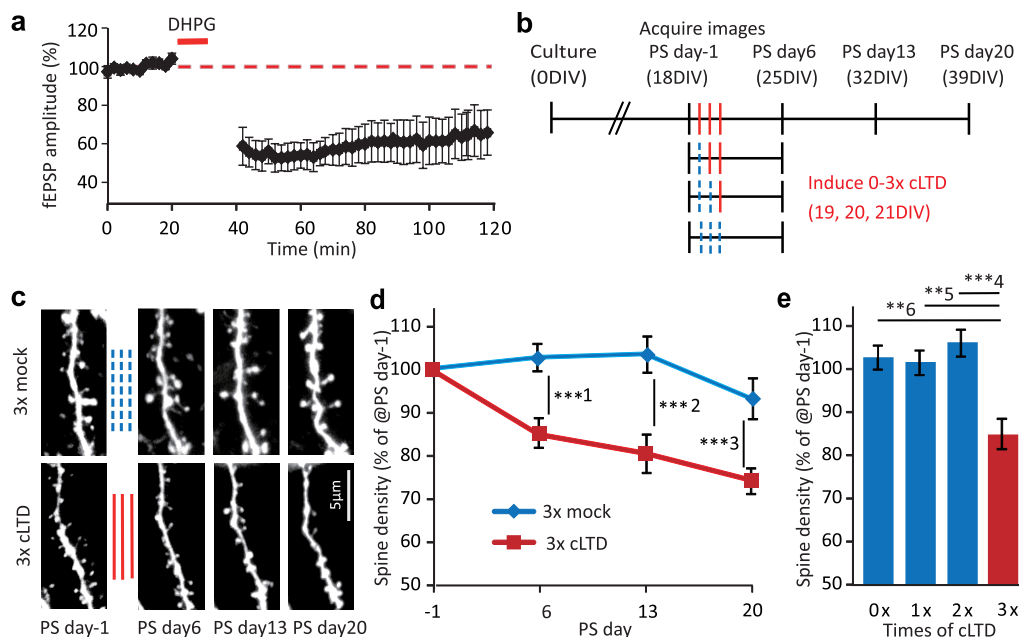 a
DHPG
fEPSP amplitude (%)
120
100
80
60
40
0
20
40
60
80
100
120
Time (min)
b
Acquire images
Culture
(0DIV)
PS day-1
(18DIV)
PS day6
(25DIV)
PS day13
(32DIV)
PS day20
(39DIV)
Induce 0-3x cLTD
(19, 20, 21DIV)
c
3x mock
3x cLTD
5μm
PS day-1
PS day6
PS day13
PS day20
d
Spine density (% of @PS day-1)
110
100
90
80
70
60
50
***1
***2
***3
3x mock
3x cLTD
-1
6
13
20
PS day
e
Spine density (% of @PS day-1)
110
100
90
80
70
60
50
***4
**5
**6
0x
1x
2x
3x
Times of cLTD